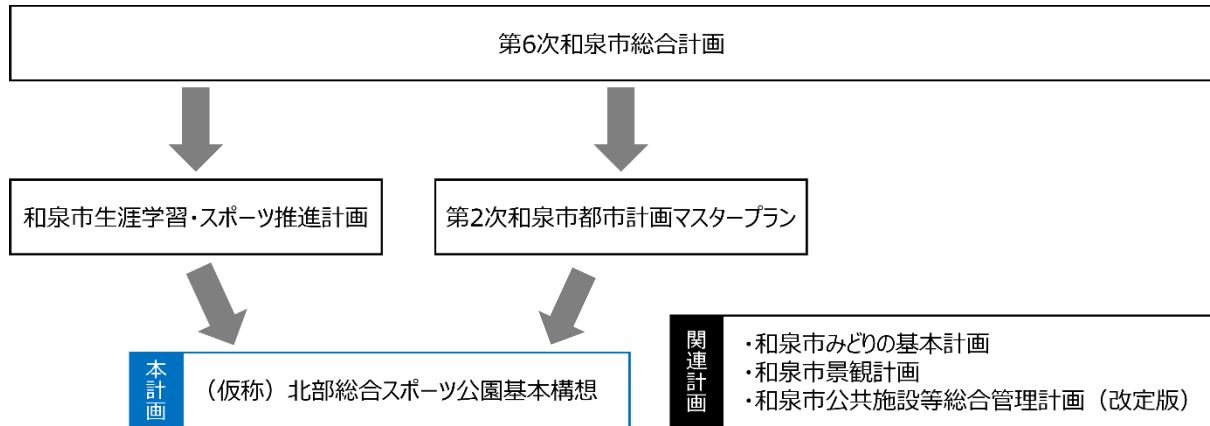 第6次和泉市総合計画
和泉市生涯学習・スポーツ推進計画
第2次和泉市都市計画マスタープラン
本計画
（仮称）北部総合スポーツ公園基本構想
関連計画
・和泉市みどりの基本計画
・和泉市景観計画
・和泉市公共施設等総合管理計画（改定版）